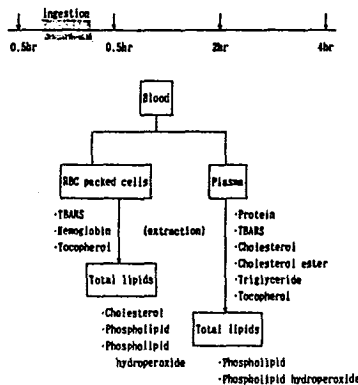 ingestion
0.5hr 0.5hr 2hr 4hr
Blood
RBC packed cells Plasma
·TBARS
·Hemoglobin
·Tocopherol
(extraction)
·Protein
·TBARS
·Cholesterol
·Cholesterol ester
·Triglyceride
·Tocopherol
Total lipids
·Cholesterol
·Phospholipid
·Phospholipid
hydroperoxide
Total lipids
·Phospholipid
·Phospholipid hydroperoxide